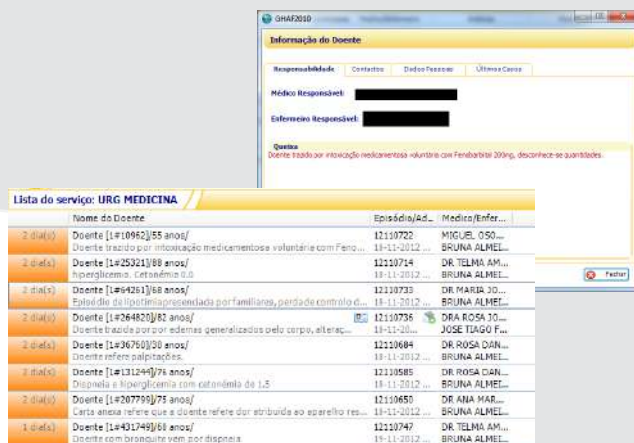 GHAF2010
Informação do Doente
Responsabilidade Contactos Dados Pessoais Últimos Casos
Médico Responsável:
Enfermeiro Responsável:
Queixa
Doente trazido por intoxicação medicamentosa voluntária com Fenobarbital 200mg, desconhece-se quantidades.
Fechar
Lista do serviço: URG MEDICINA
Nome do Doente Episódio/Ad... Medico/Enfer...
2 dia(s) Doente [1#10962]/55 anos/ 12110722 MIGUEL OSO...
Doente trazido por intoxicação medicamentosa voluntária com Feno... 18-11-2012 ... BRUNA ALMEI...
2 dia(s) Doente [1#25321]/88 anos/ 12110714 DR TELMA AM...
hiperglicemo. Cetonémia 0.0 18-11-2012 ... BRUNA ALMEI...
2 dia(s) Doente [1#64261]/68 anos/ 12110733 DR MARIA JO...
Episódio de lipotimia presenciada por familiares, perda de controlo d... 18-11-2012 ... BRUNA ALMEI...
2 dia(s) Doente [1#264820]/82 anos/ 12110736 DRA ROSA JO...
Doente trazida por por edemas generalizados pelo corpo, alteraç... 18-11-20... JOSE TIAGO F...
2 dia(s) Doente [1#36760]/38 anos/ 12110684 DR ROSA DAN...
Doente refere palpitações. 18-11-2012 ... BRUNA ALMEI...
2 dia(s) Doente [1#131244]/76 anos/ 12110585 DR ROSA DAN...
Dispneia e hiperglicemia com cetonémia de 1.5 18-11-2012 ... BRUNA ALMEI...
2 dia(s) Doente [1#207799]/75 anos/ 12110650 DR ANA MAR...
Carta anexa refere que a doente refere dor atribuída ao aparelho res... 18-11-2012 ... BRUNA ALMEI...
1 dia(s) Doente [1#431749]/68 anos/ 12110747 DR TELMA AM...
Doente com bronquite vem por dispneia 19-11-2012 ... BRUNA ALMEI...